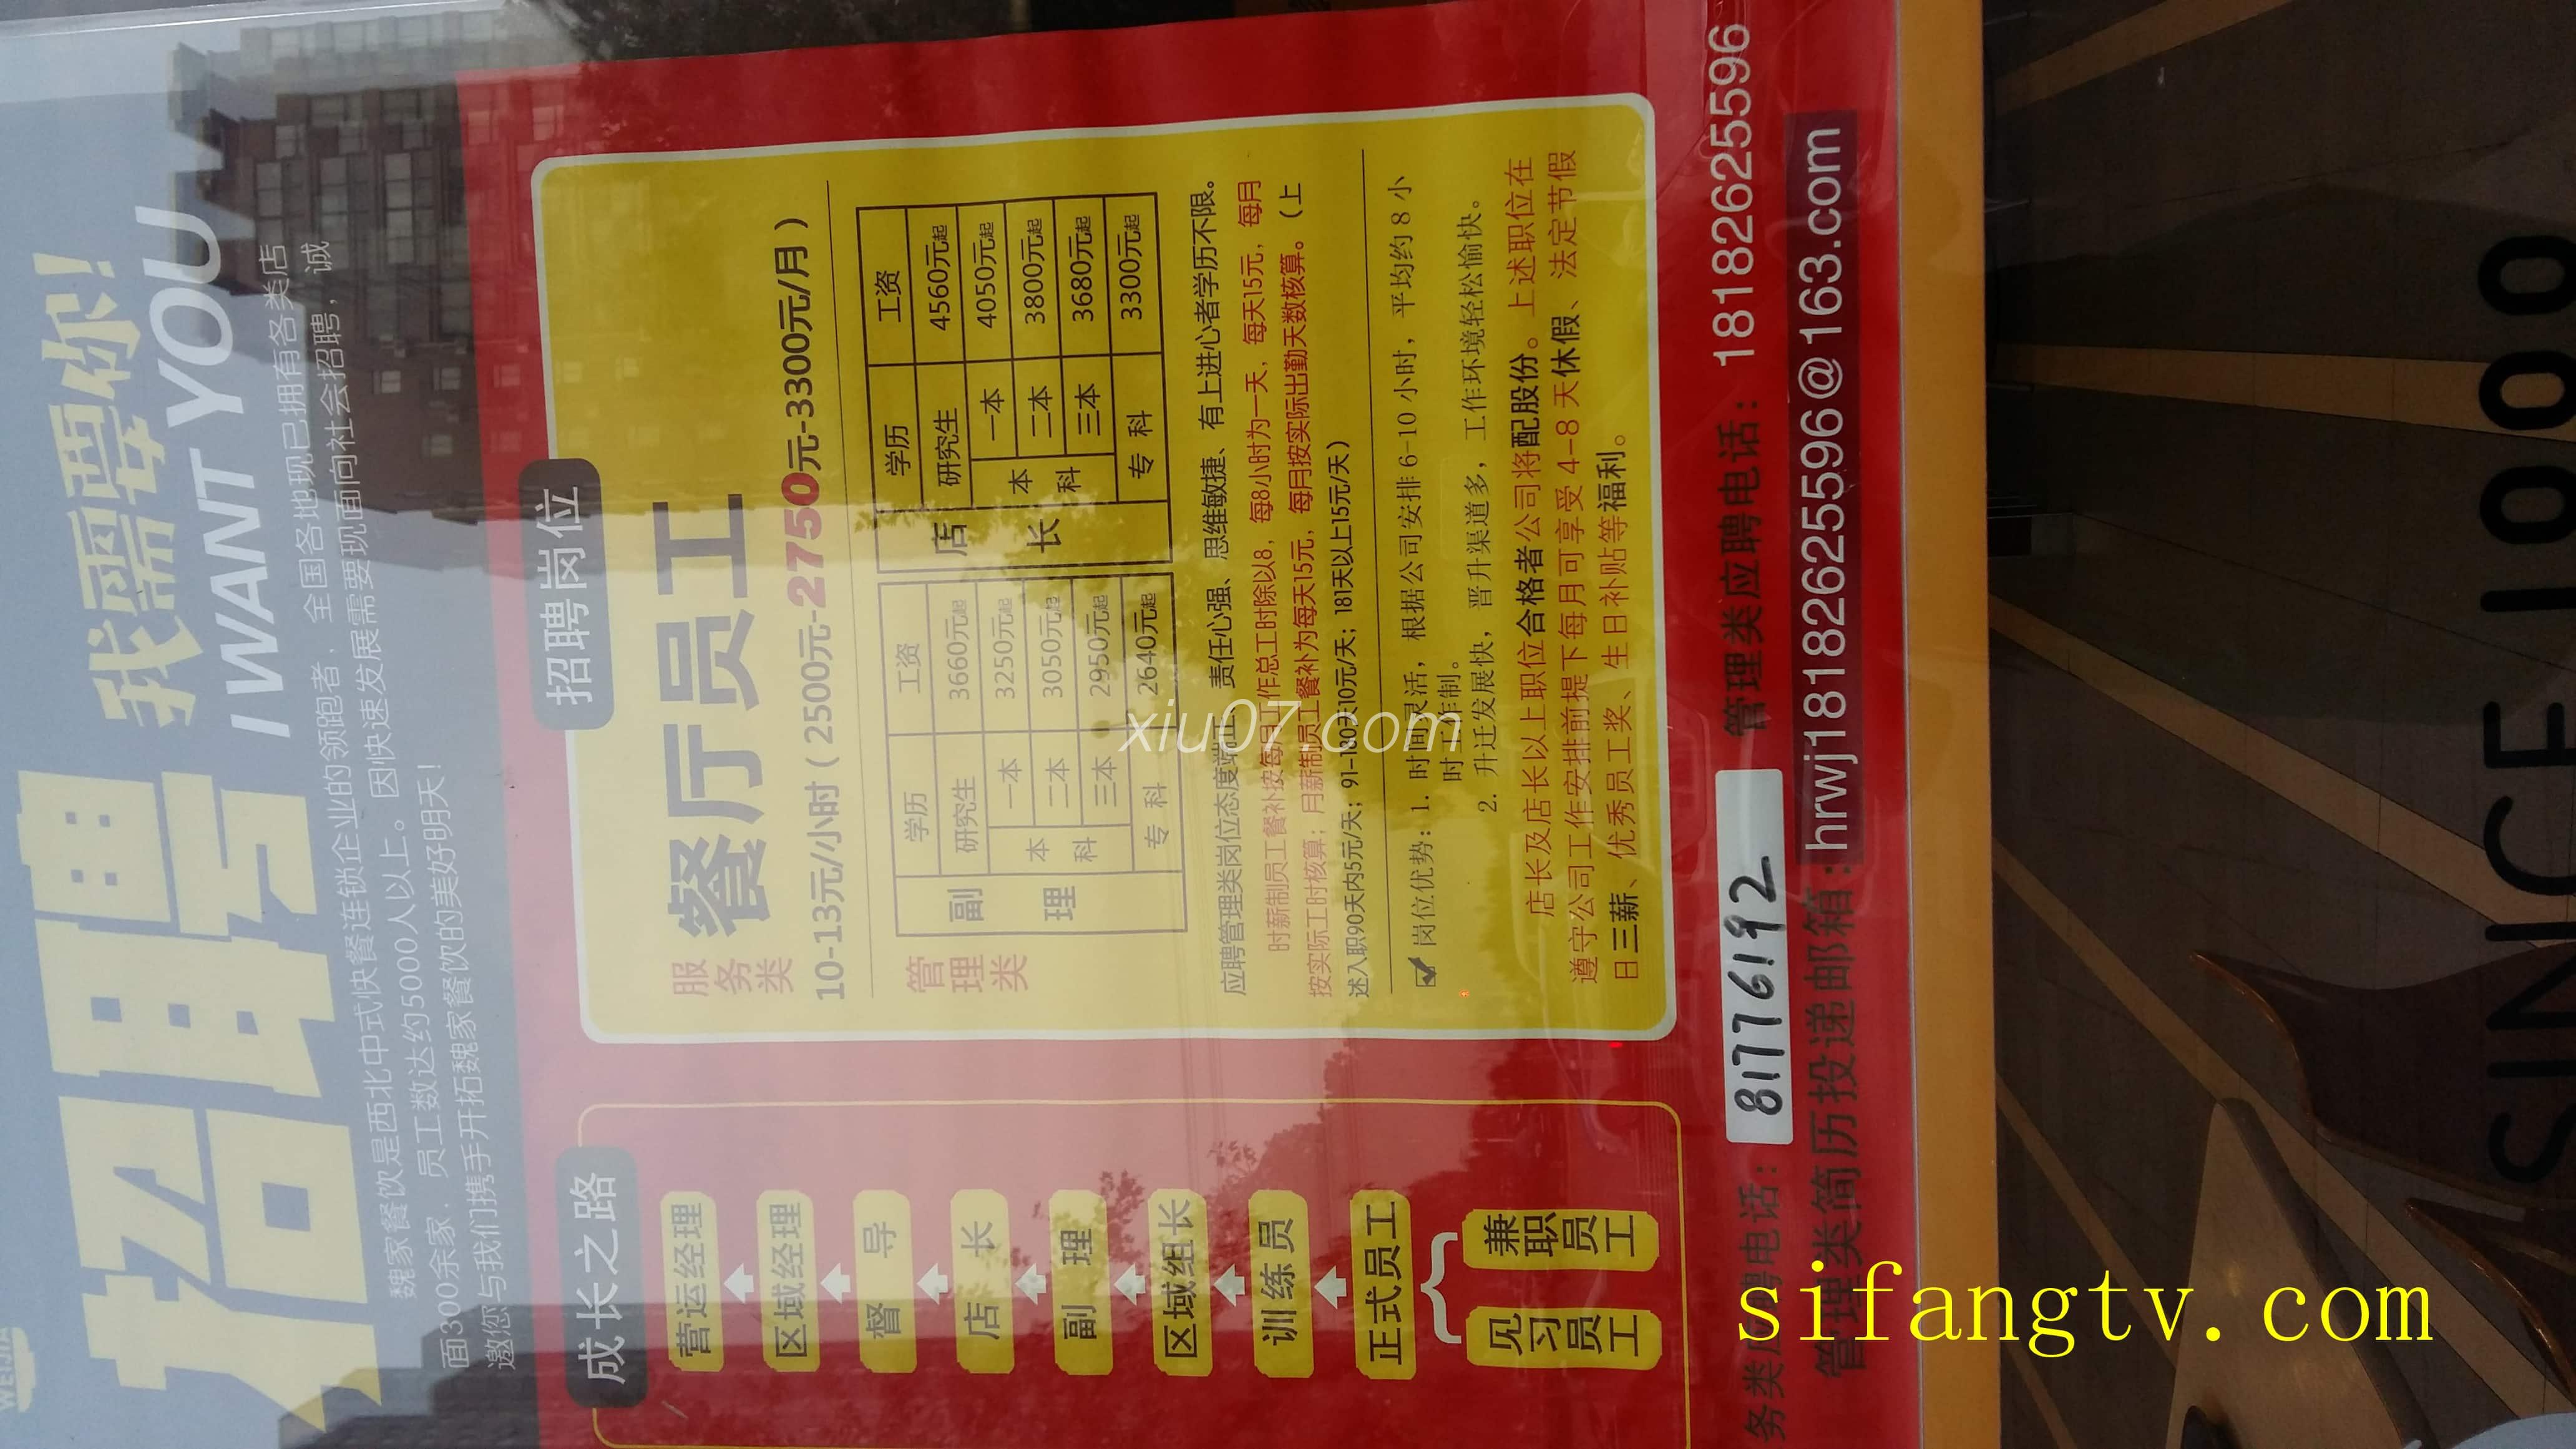 WEIJIA
招聘
我需要你!
I WANT YOU
魏家餐饮是西北中式快餐连锁企业的领跑者，全国各地现已拥有各类店
面300余家，员工数达约5000人以上。因快速发展需要现面向社会招聘，诚
邀您与我们携手开拓魏家餐饮的美好明天!
成长之路
营运经理
区域经理
督 导
店 长
副 理
区域组长
训练员
正式员工
见习员工
兼职员工
招聘岗位
服务类
餐厅员工
10-13元/小时（2500元-2750元-3300元/月）
管理类
副理
学历 工资
研究生 3660元起
本科
一本 3250元起
二本 3050元起
三本 2950元起
专 科 2640元起
店长
学历 工资
研究生 4560元起
本科
一本 4050元起
二本 3800元起
三本 3680元起
专 科 3300元起
应聘管理类岗位态度端正、责任心强、思维敏捷、有上进心者学历不限。
时薪制员工餐补按每月工作总工时除以8，每8小时为一天，每天15元，每月
按实际工时核算；月薪制员工餐补为每天15元，每月按实际出勤天数核算。（上
述入职90天内5元/天；91-180天10元/天；181天以上15元/天）
岗位优势：1. 时间灵活，根据公司安排 6-10 小时，平均约 8 小
时工作制。
2. 升迁发展快，晋升渠道多，工作环境轻松愉快。
店长及店长以上职位合格者公司将配股份。上述职位在
遵守公司工作安排前提下每月可享受 4-8 天休假、法定节假
日三薪、优秀员工奖、生日补贴等福利。
务类应聘电话：81776192 管理类应聘电话：18182625596
管理类简历投递邮箱：hrwj18182625596@163.com
SINCE 100
xiu07.com
sifangtv.com